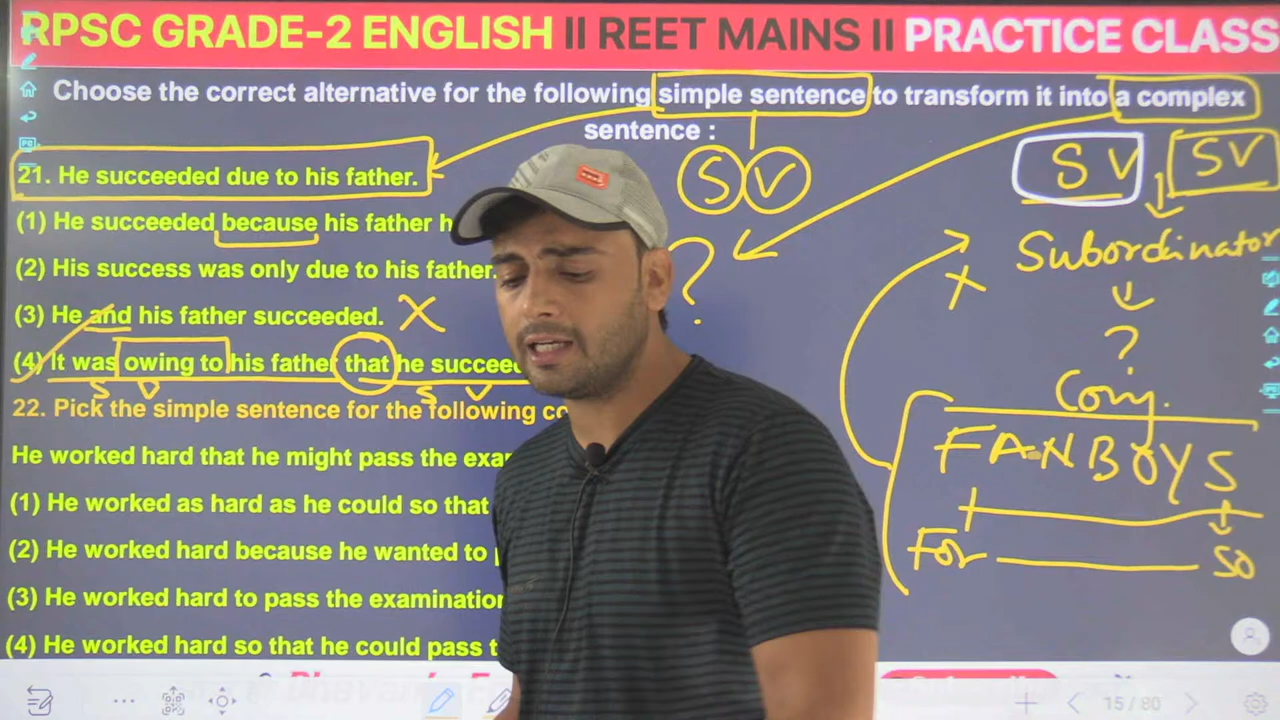 RPSC GRADE-2 ENGLISH II REET MAINS II PRACTICE CLASS
Choose the correct alternative for the following simple sentence to transform it into a complex
sentence :
21. He succeeded due to his father.
(1) He succeeded because his father h
(2) His success was only due to his father.
(3) He and his father succeeded. X
(4) It was owing to his father that he succeed
S V S V
22. Pick the simple sentence for the following co
He worked hard that he might pass the exa
(1) He worked as hard as he could so that
(2) He worked hard because he wanted to
(3) He worked hard to pass the examination
(4) He worked hard so that he could pass t
S V
?
S V S V
Subordinator
X
?
Conj.
FANBOYS
For so
15 / 80